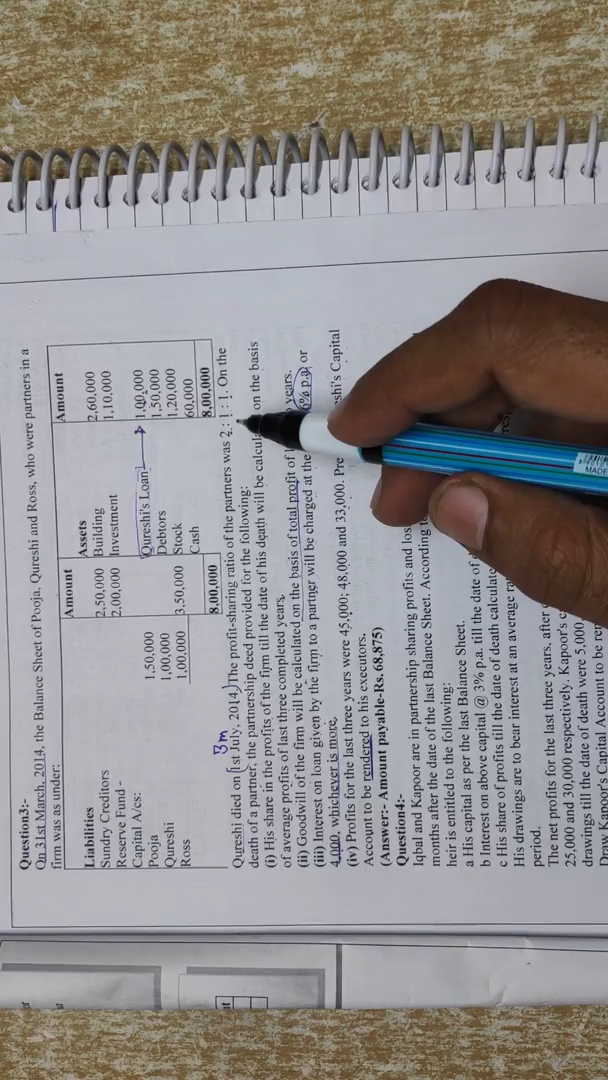 Question3:-
On 31st March, 2014, the Balance Sheet of Pooja, Qureshi and Ross, who were partners in a
firm was as under:
Liabilities Amount Assets Amount
Sundry Creditors 2,50,000 Building 2,60,000
Reserve Fund - 2,00,000 Investment 1,10,000
Capital A/cs:
Pooja 1,50,000 Qureshi's Loan 1,00,000
Qureshi 1,00,000 Debtors 1,50,000
Ross 1,00,000 3,50,000 Stock 1,20,000
Cash 60,000
8,00,000 8,00,000
3m
Qureshi died on 1st July, 2014. The profit-sharing ratio of the partners was 2 : 1 : 1. On the
death of a partner, the partnership deed provided for the following:
(i) His share in the profits of the firm till the date of his death will be on the basis
of average profits of last three completed years.
(ii) Goodwill of the firm will be calculated on the basis of total profit of years.
(iii) Interest on loan given by the firm to a partner will be charged at the 6% p.a. or
4,000, whichever is more.
(iv) Profits for the last three years were 45,000; 48,000 and 33,000. Capital
Account to be rendered to his executors.
(Answer:- Amount payable-Rs. 68,875)
Question4:-
Iqbal and Kapoor are in partnership sharing profits and
months after the date of the last Balance Sheet. According
heir is entitled to the following:
a His capital as per the last Balance Sheet.
b Interest on above capital @ 3% p.a. till the date of
c His share of profits till the date of death
His drawings are to bear interest at an average
period.
The net profits for the last three years, after
25,000 and 30,000 respectively. Kapoor's
drawings till the date of death were 5,000.
Draw Kapoor's Capital Account to be
MADE